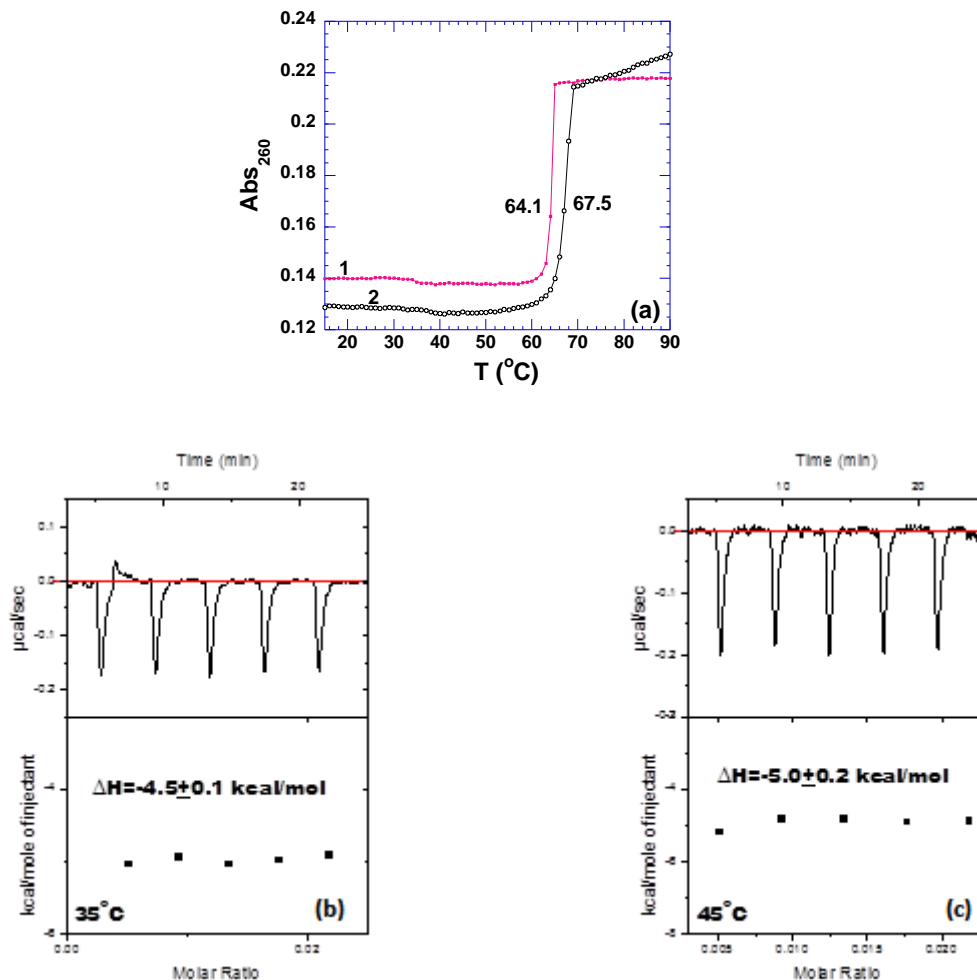 0.24
0.22
0.2
0.18
0.16
0.14
0.12
Abs260
1
2
64.1
67.5
(a)
20 30 40 50 60 70 80 90
T (°C)
Time (min)
10 20
0.1
0.0
-0.1
-0.2
µcal/sec
ΔH=-4.5±0.1 kcal/mol
-4
-6
kcal/mole of injectant
35°C
(b)
0.00 0.02
Molar Ratio
Time (min)
10 20
0.0
-0.1
-0.2
µcal/sec
ΔH=-5.0±0.2 kcal/mol
-4
-6
kcal/mole of injectant
45°C
(c)
0.005 0.010 0.015 0.020
Molar Ratio